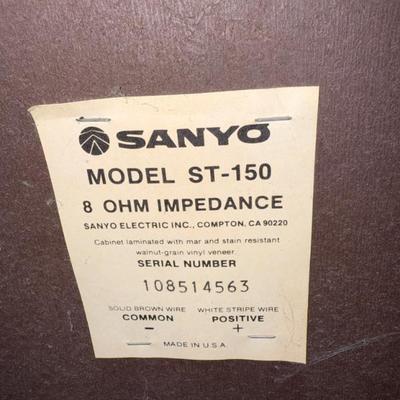 SANYO
MODEL ST-150
8 OHM IMPEDANCE
SANYO ELECTRIC INC., COMPTON, CA 90220
Cabinet laminated with mar and stain resistant
walnut-grain vinyl veneer.
SERIAL NUMBER
108514563
SOLID BROWN WIRE WHITE STRIPE WIRE
COMMON POSITIVE
- +
MADE IN U.S.A.